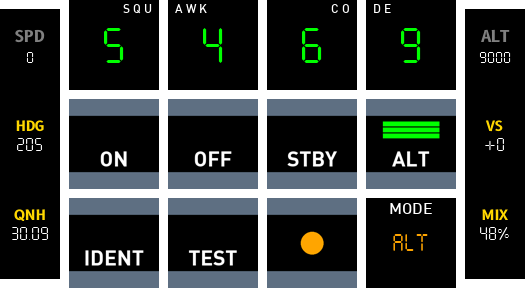 SPD
0
HDG
205
QNH
30.09
SQU AWK CO DE
5 4 6 9
ON OFF STBY ALT
IDENT TEST
MODE
ALT
ALT
9000
VS
+0
MIX
48%